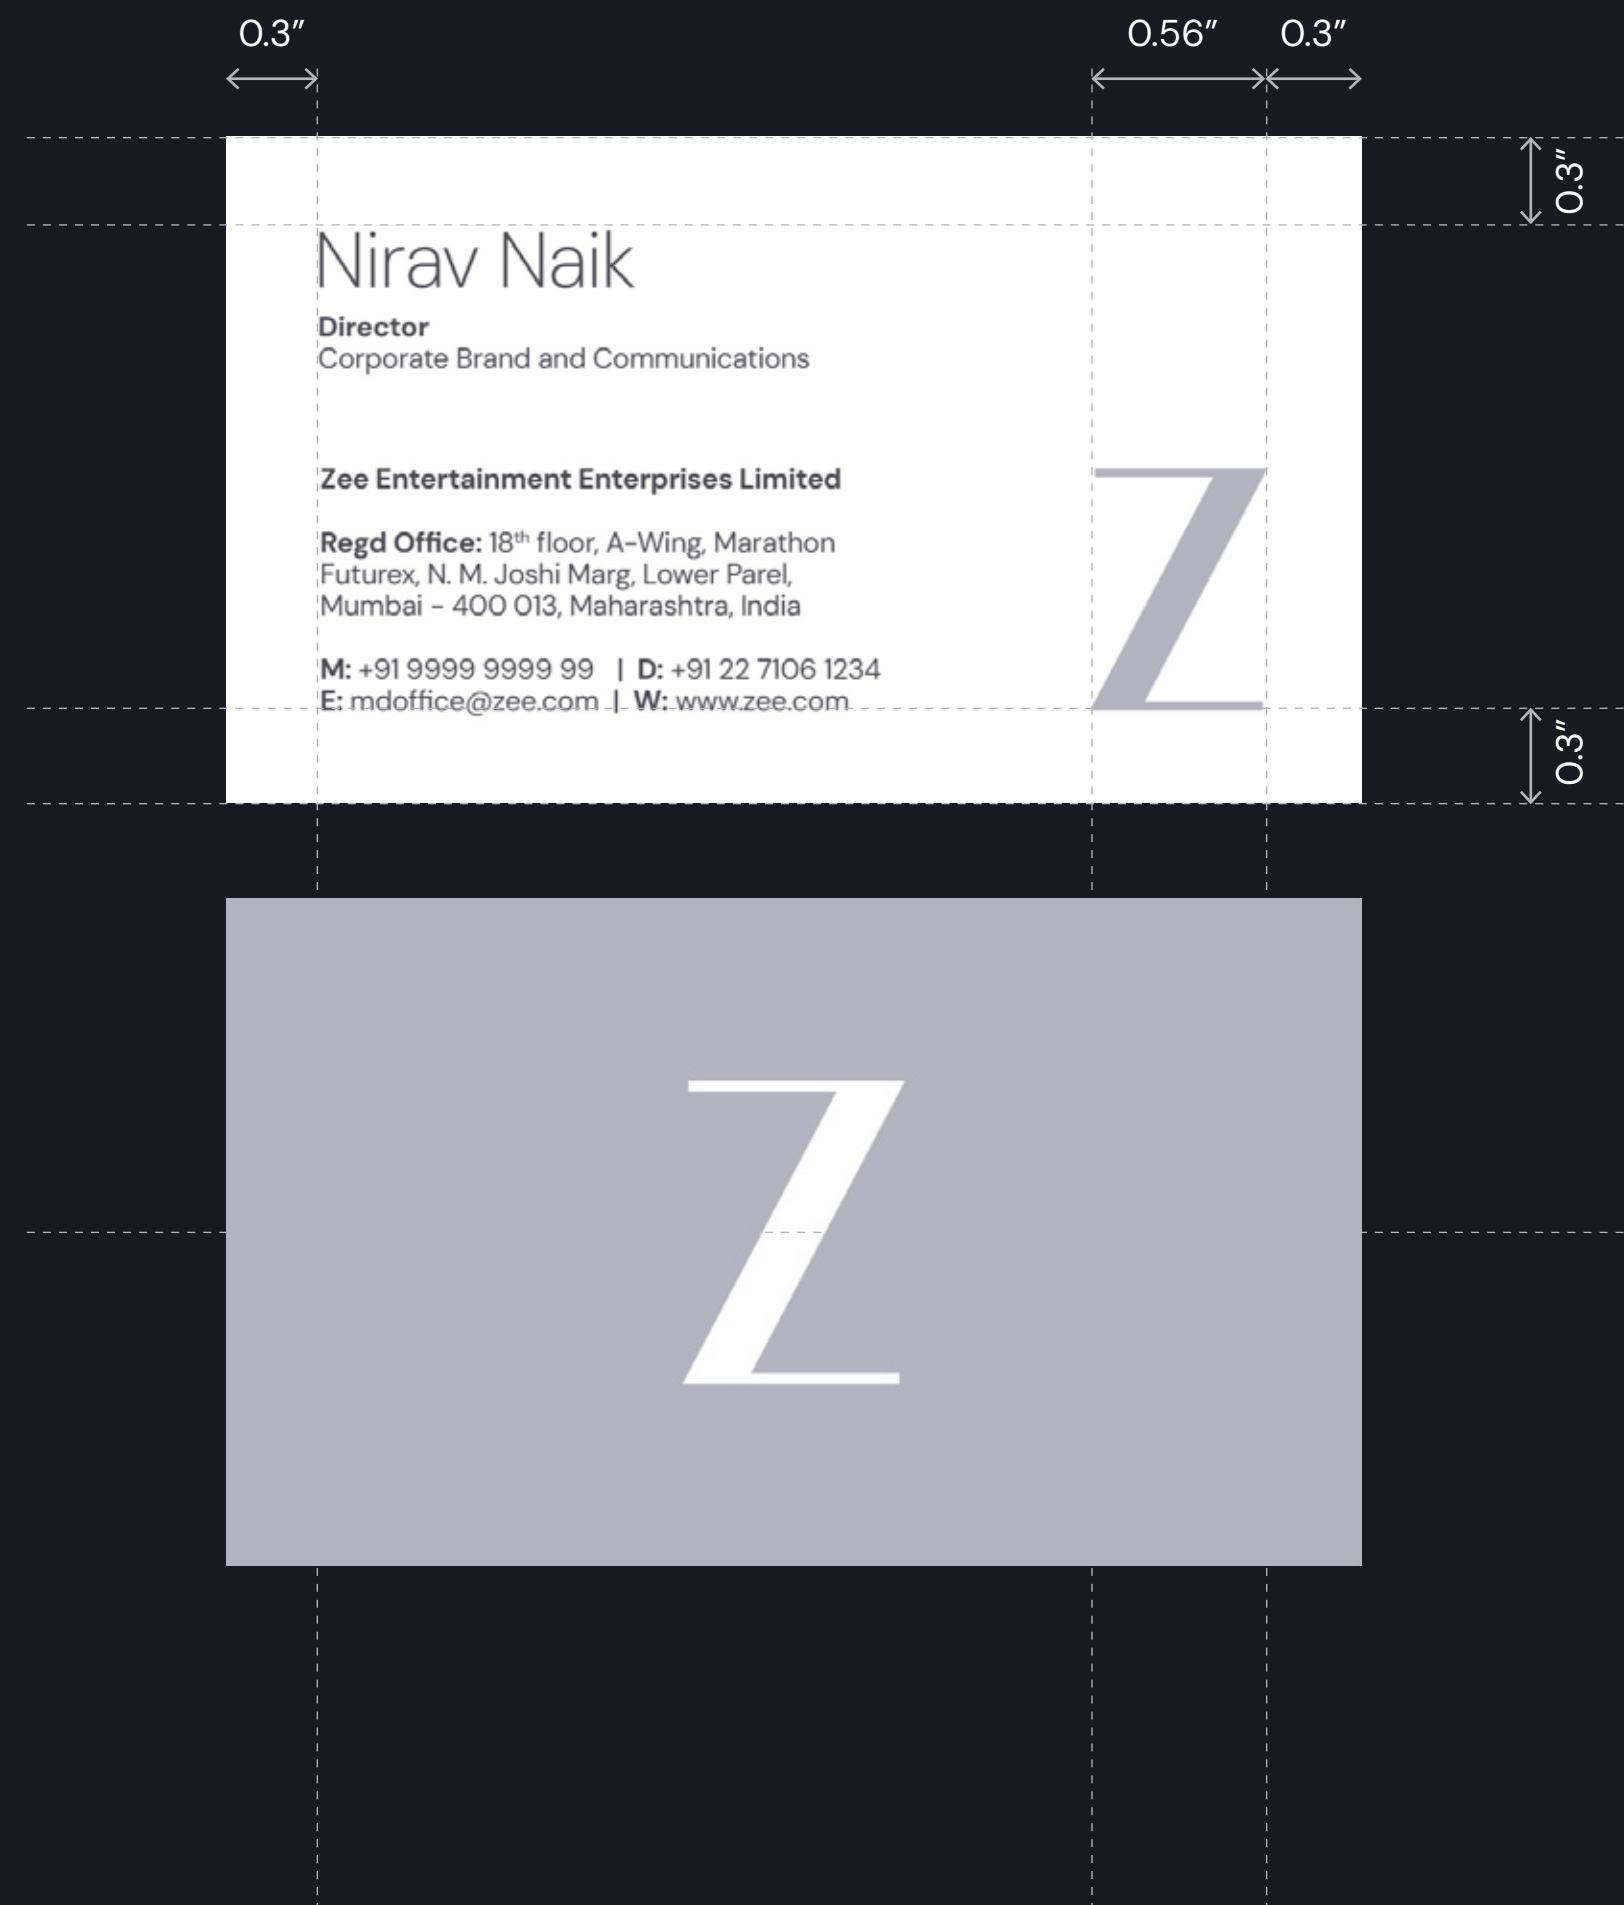 0.3″
0.56″
0.3″
0.3″
Nirav Naik
Director
Corporate Brand and Communications
Zee Entertainment Enterprises Limited
Regd Office: 18th floor, A-Wing, Marathon
Futurex, N. M. Joshi Marg, Lower Parel,
Mumbai – 400 013, Maharashtra, India
M: +91 9999 9999 99 | D: +91 22 7106 1234
E: mdoffice@zee.com | W: www.zee.com
Z
0.3″
Z